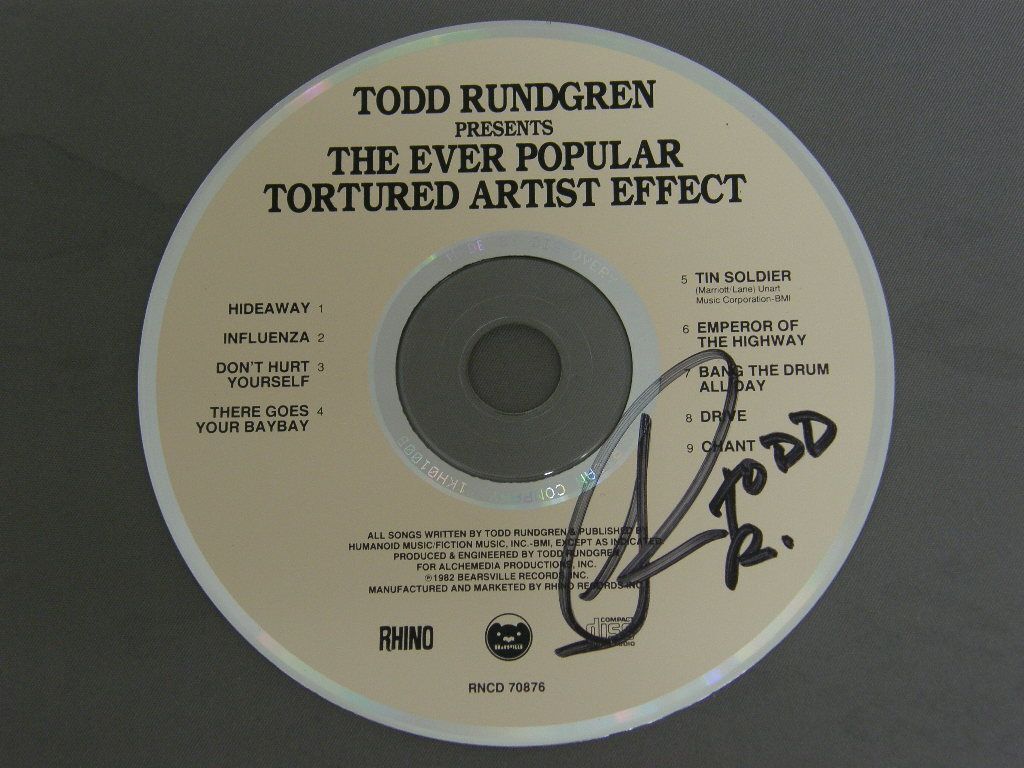 TODD RUNDGREN
PRESENTS
THE EVER POPULAR
TORTURED ARTIST EFFECT
HIDEAWAY 1
INFLUENZA 2
DON'T HURT 3
YOURSELF
THERE GOES 4
YOUR BAYBAY
5 TIN SOLDIER
(Marriott/Lane) Unart
Music Corporation-BMI
6 EMPEROR OF
THE HIGHWAY
7 BANG THE DRUM
ALL DAY
8 DRIVE
9 CHANT
TODD
R.
ALL SONGS WRITTEN BY TODD RUNDGREN & PUBLISHED BY
HUMANOID MUSIC/FICTION MUSIC, INC.-BMI, EXCEPT AS INDICATED
PRODUCED & ENGINEERED BY TODD RUNDGREN
FOR ALCHEMEDIA PRODUCTIONS, INC.
℗1982 BEARSVILLE RECORDS, INC.
MANUFACTURED AND MARKETED BY RHINO RECORDS INC.
RHINO
BEARSVILLE
COMPACT
disc
AUDIO
RNCD 70876